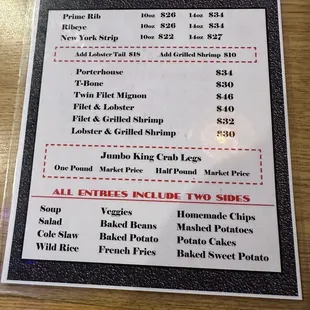 Prime Rib 10oz $26 14oz $34
Ribeye 10oz $26 14oz $34
New York Strip 10oz $22 14oz $27
Add Lobster Tail $18 Add Grilled Shrimp $10
Porterhouse $34
T-Bone $30
Twin Filet Mignon $46
Filet & Lobster $40
Filet & Grilled Shrimp $32
Lobster & Grilled Shrimp $30
Jumbo King Crab Legs
One Pound Market Price Half Pound Market Price
ALL ENTREES INCLUDE TWO SIDES
Soup Veggies Homemade Chips
Salad Baked Beans Mashed Potatoes
Cole Slaw Baked Potato Potato Cakes
Wild Rice French Fries Baked Sweet Potato